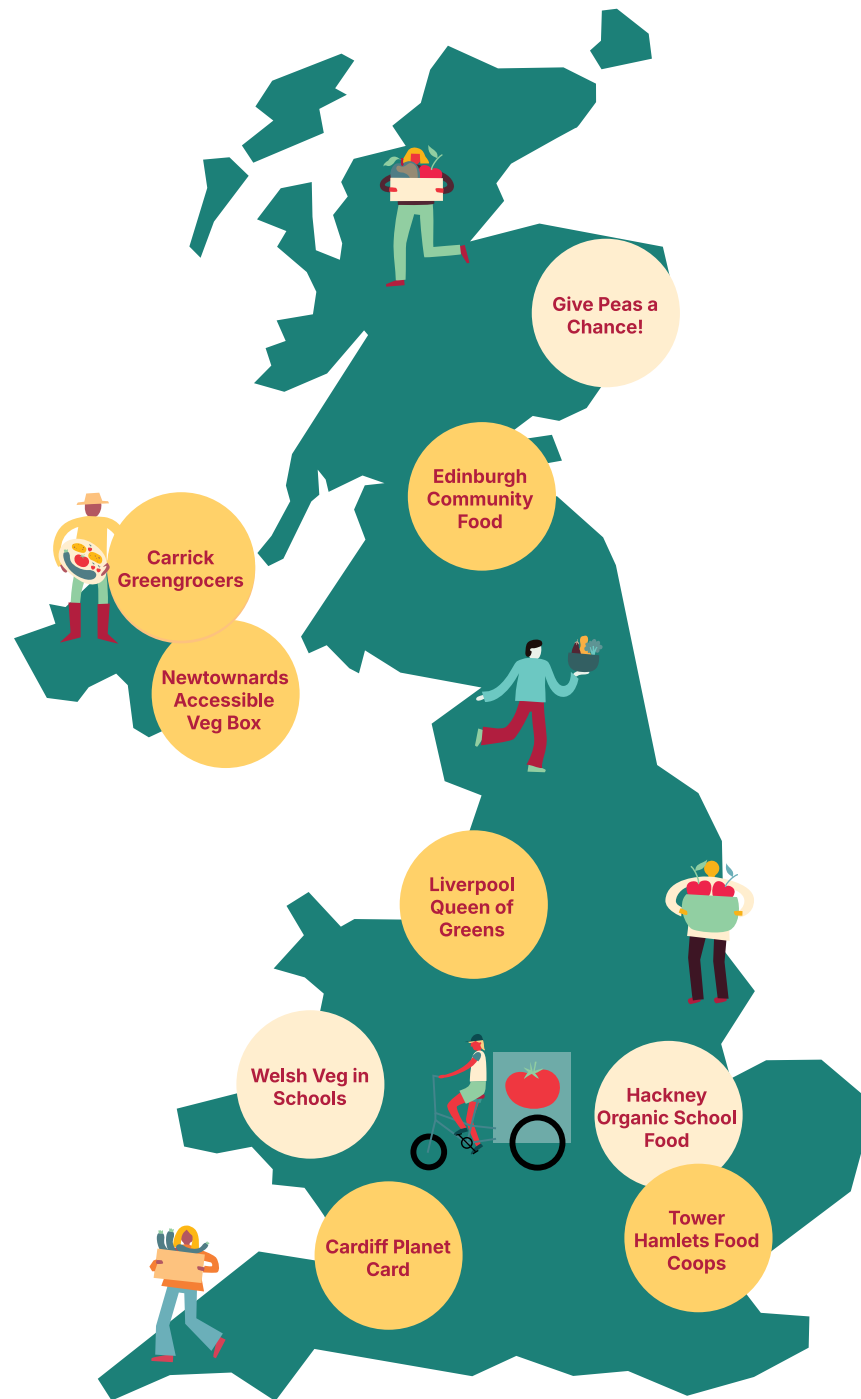 Give Peas a
Chance!
Edinburgh
Community
Food
Carrick
Greengrocers
Newtownards
Accessible
Veg Box
Liverpool
Queen of
Greens
Welsh Veg in
Schools
Hackney
Organic School
Food
Tower
Hamlets Food
Coops
Cardiff Planet
Card